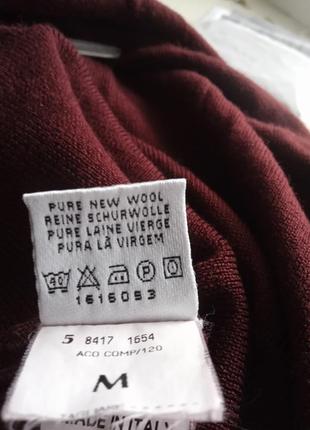 PURE NEW WOOL
REINE SCHURWOLLE
PURE LAINE VIERGE
PURA LÃ VIRGEM
40 P
1616053
5 8417 1654
ACO COMP/120
M
MADE IN ITALY